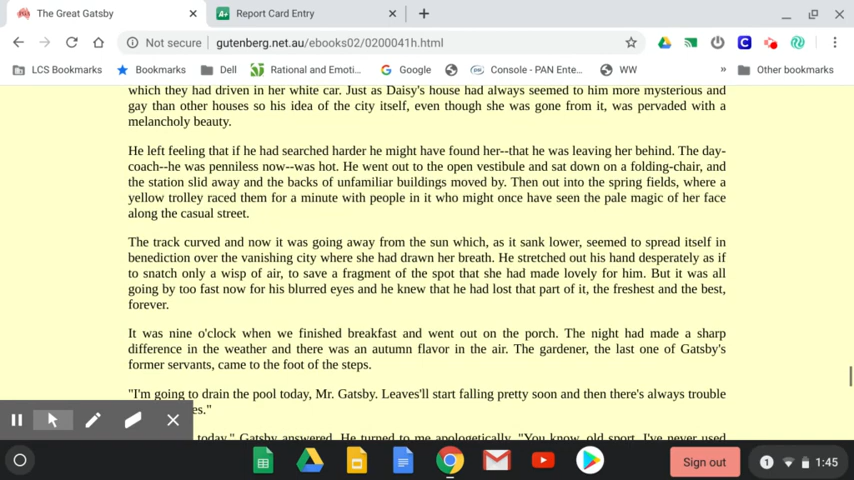 The Great Gatsby
Report Card Entry
Not secure
gutenberg.net.au/ebooks02/0200041h.html
LCS Bookmarks
Bookmarks
Dell
Rational and Emoti...
Google
Console - PAN Ente...
WW
»
Other bookmarks
which they had driven in her white car. Just as Daisy's house had always seemed to him more mysterious and
gay than other houses so his idea of the city itself, even though she was gone from it, was pervaded with a
melancholy beauty.
He left feeling that if he had searched harder he might have found her--that he was leaving her behind. The day-
coach--he was penniless now--was hot. He went out to the open vestibule and sat down on a folding-chair, and
the station slid away and the backs of unfamiliar buildings moved by. Then out into the spring fields, where a
yellow trolley raced them for a minute with people in it who might once have seen the pale magic of her face
along the casual street.
The track curved and now it was going away from the sun which, as it sank lower, seemed to spread itself in
benediction over the vanishing city where she had drawn her breath. He stretched out his hand desperately as if
to snatch only a wisp of air, to save a fragment of the spot that she had made lovely for him. But it was all
going by too fast now for his blurred eyes and he knew that he had lost that part of it, the freshest and the best,
forever.
It was nine o'clock when we finished breakfast and went out on the porch. The night had made a sharp
difference in the weather and there was an autumn flavor in the air. The gardener, the last one of Gatsby's
former servants, came to the foot of the steps.
"I'm going to drain the pool today, Mr. Gatsby. Leaves'll start falling pretty soon and then there's always trouble
es."
today," Gatsby answered. He turned to me apologetically. "You know, old sport, I've never used
Sign out
1
1:45